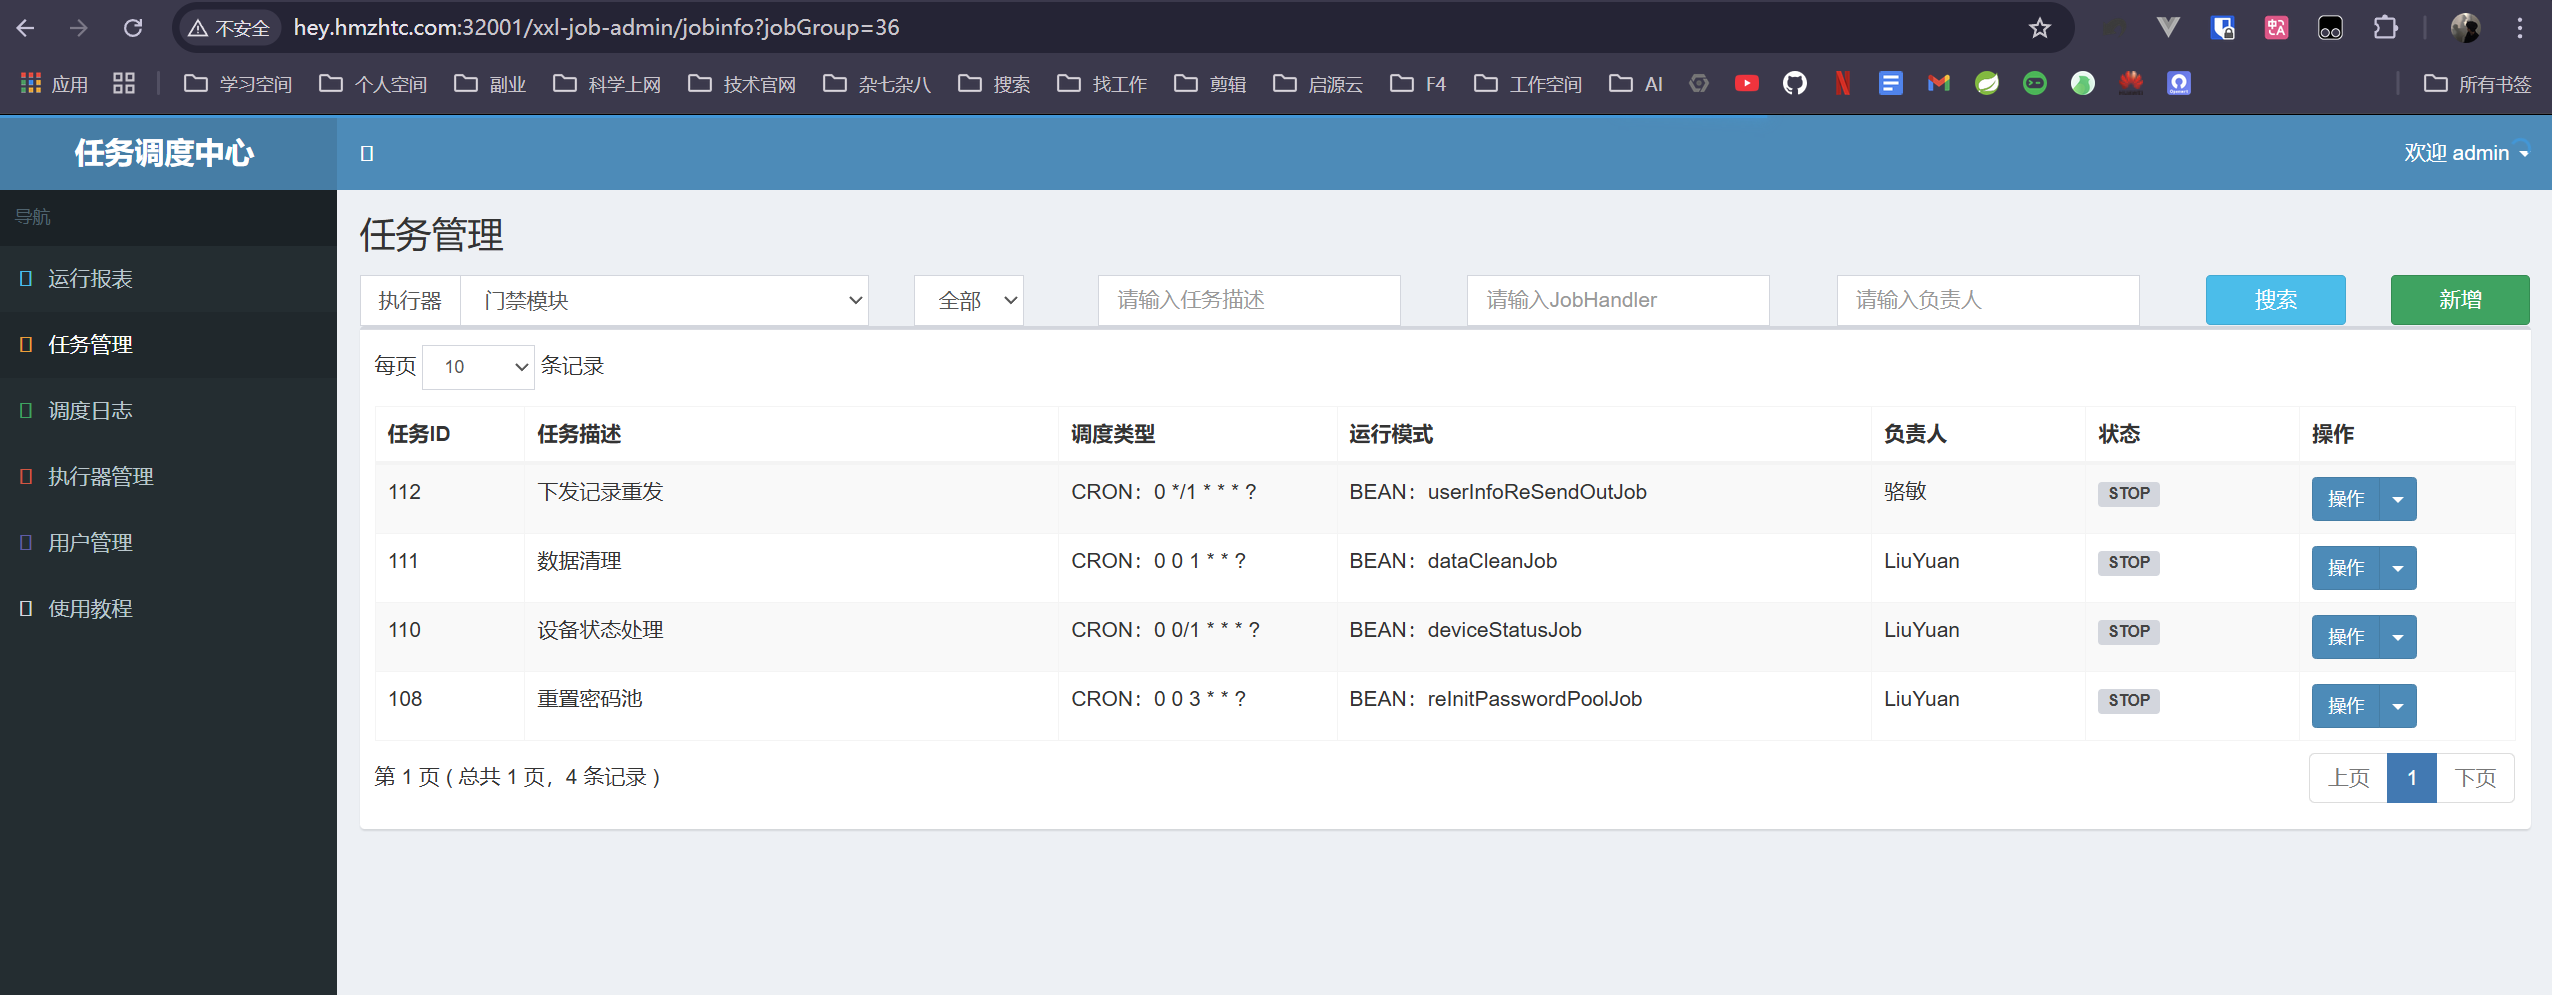 不安全 hey.hmzhtc.com:32001/xxl-job-admin/jobinfo?jobGroup=36
应用 学习空间 个人空间 副业 科学上网 技术官网 杂七杂八 搜索 找工作 剪辑 启源云 F4 工作空间 AI 所有书签
任务调度中心 欢迎 admin
导航
运行报表
任务管理
调度日志
执行器管理
用户管理
使用教程
任务管理
执行器 门禁模块 全部 请输入任务描述 请输入JobHandler 请输入负责人 搜索 新增
每页 10 条记录
任务ID 任务描述 调度类型 运行模式 负责人 状态 操作
112 下发记录重发 CRON：0 */1 * * * ? BEAN：userInfoReSendOutJob 骆敏 STOP 操作
111 数据清理 CRON：0 0 1 * * ? BEAN：dataCleanJob LiuYuan STOP 操作
110 设备状态处理 CRON：0 0/1 * * * ? BEAN：deviceStatusJob LiuYuan STOP 操作
108 重置密码池 CRON：0 0 3 * * ? BEAN：reInitPasswordPoolJob LiuYuan STOP 操作
第 1 页 ( 总共 1 页，4 条记录 ) 上页 1 下页